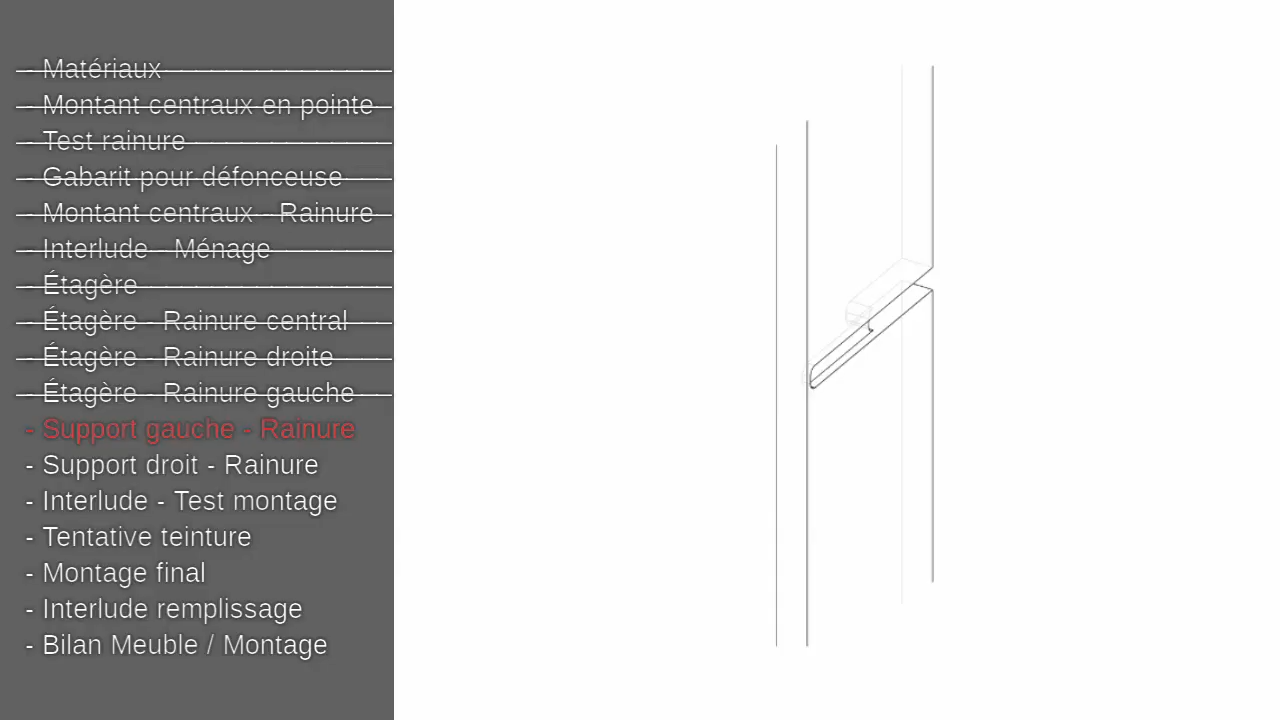 - Matériaux
- Montant centraux en pointe
- Test rainure
- Gabarit pour défonceuse
- Montant centraux - Rainure
- Interlude - Ménage
- Étagère
- Étagère - Rainure central
- Étagère - Rainure droite
- Étagère - Rainure gauche
- Support gauche - Rainure
- Support droit - Rainure
- Interlude - Test montage
- Tentative teinture
- Montage final
- Interlude remplissage
- Bilan Meuble / Montage